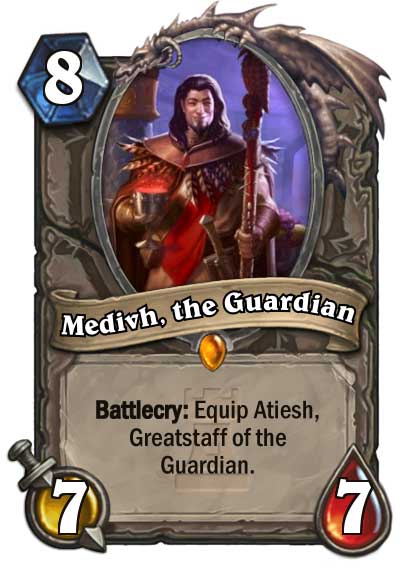 8
Medivh, the Guardian
Battlecry: Equip Atiesh,
Greatstaff of the
Guardian.
7
7